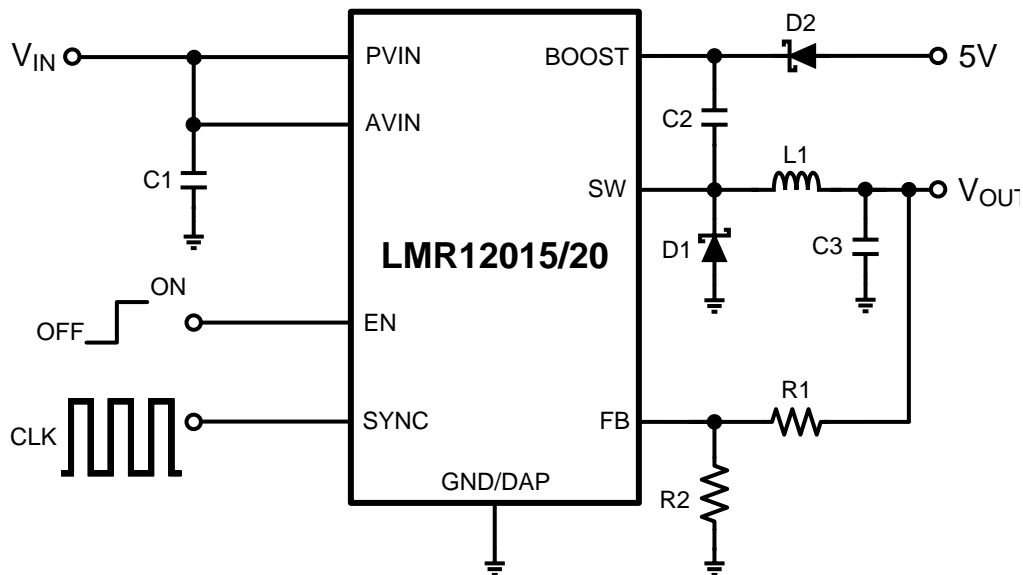 D2
VIN
PVIN
BOOST
5V
C2
AVIN
L1
C1
SW
VOUT
D1
C3
LMR12015/20
ON
OFF
EN
R1
CLK
SYNC
FB
GND/DAP
R2